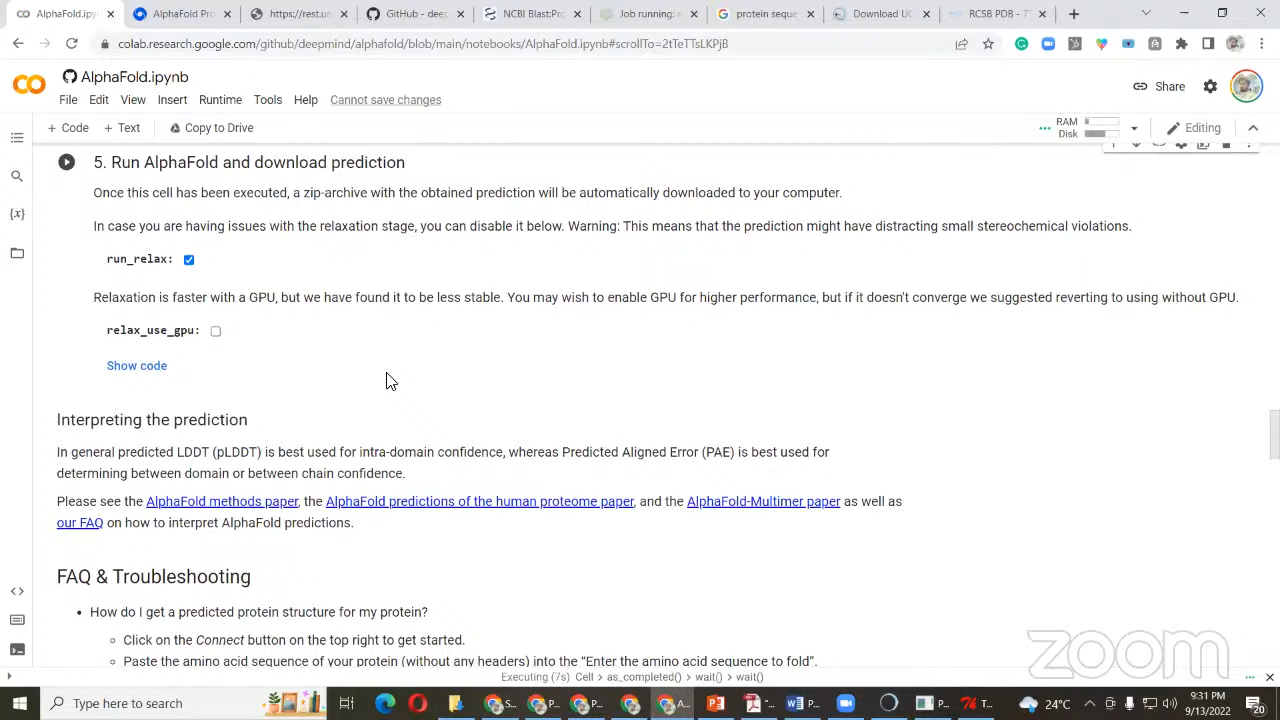 AlphaFold.ipy
AlphaFold Pro
https://rest.un
GitHub - deep
NCBI Blast:Pro
Job running: 
protein seque
Download UC
RCSB PDB - 7
colab.research.google.com/github/deepmind/alphafold/blob/main/notebooks/AlphaFold.ipynb#scrollTo=2tTeTTsLKPjB
CO
AlphaFold.ipynb
File Edit View Insert Runtime Tools Help Cannot save changes
Share
+ Code + Text Copy to Drive
RAM
Disk
Editing
5. Run AlphaFold and download prediction
Once this cell has been executed, a zip-archive with the obtained prediction will be automatically downloaded to your computer.
In case you are having issues with the relaxation stage, you can disable it below. Warning: This means that the prediction might have distracting small stereochemical violations.
run_relax:
Relaxation is faster with a GPU, but we have found it to be less stable. You may wish to enable GPU for higher performance, but if it doesn't converge we suggested reverting to using without GPU.
relax_use_gpu:
Show code
Interpreting the prediction
In general predicted LDDT (pLDDT) is best used for intra-domain confidence, whereas Predicted Aligned Error (PAE) is best used for
determining between domain or between chain confidence.
Please see the AlphaFold methods paper, the AlphaFold predictions of the human proteome paper, and the AlphaFold-Multimer paper as well as
our FAQ on how to interpret AlphaFold predictions.
FAQ & Troubleshooting
• How do I get a predicted protein structure for my protein?
Click on the Connect button on the top right to get started.
Paste the amino acid sequence of your protein (without any headers) into the “Enter the amino acid sequence to fold”.
zoom
Executing (7s) Cell > as_completed() > wait() > wait()
Type here to search
24°C
9:31 PM
9/13/2022
20